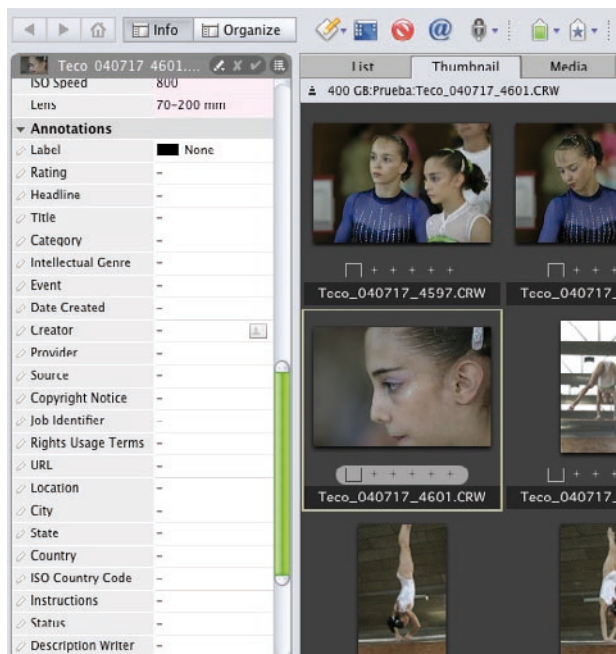 Info Organize
Teco 040717 4601....
ISO Speed 800
Lens 70-200 mm
Annotations
Label None
Rating -
Headline -
Title -
Category -
Intellectual Genre -
Event -
Date Created -
Creator -
Provider -
Source -
Copyright Notice -
Job Identifier -
Rights Usage Terms -
URL -
Location -
City -
State -
Country -
ISO Country Code -
Instructions -
Status -
Description Writer -
List Thumbnail Media
400 GB:Prueba:Teco_040717_4601.CRW
Teco_040717_4597.CRW Teco_040717
Teco_040717_4601.CRW Teco_040717